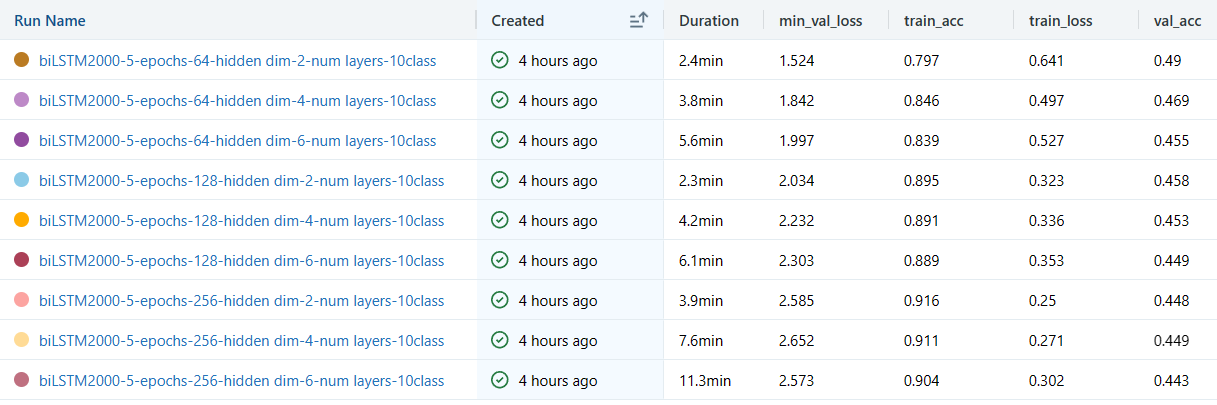 Run Name Created Duration min_val_loss train_acc train_loss val_acc
biLSTM2000-5-epochs-64-hidden dim-2-num layers-10class 4 hours ago 2.4min 1.524 0.797 0.641 0.49
biLSTM2000-5-epochs-64-hidden dim-4-num layers-10class 4 hours ago 3.8min 1.842 0.846 0.497 0.469
biLSTM2000-5-epochs-64-hidden dim-6-num layers-10class 4 hours ago 5.6min 1.997 0.839 0.527 0.455
biLSTM2000-5-epochs-128-hidden dim-2-num layers-10class 4 hours ago 2.3min 2.034 0.895 0.323 0.458
biLSTM2000-5-epochs-128-hidden dim-4-num layers-10class 4 hours ago 4.2min 2.232 0.891 0.336 0.453
biLSTM2000-5-epochs-128-hidden dim-6-num layers-10class 4 hours ago 6.1min 2.303 0.889 0.353 0.449
biLSTM2000-5-epochs-256-hidden dim-2-num layers-10class 4 hours ago 3.9min 2.585 0.916 0.25 0.448
biLSTM2000-5-epochs-256-hidden dim-4-num layers-10class 4 hours ago 7.6min 2.652 0.911 0.271 0.449
biLSTM2000-5-epochs-256-hidden dim-6-num layers-10class 4 hours ago 11.3min 2.573 0.904 0.302 0.443